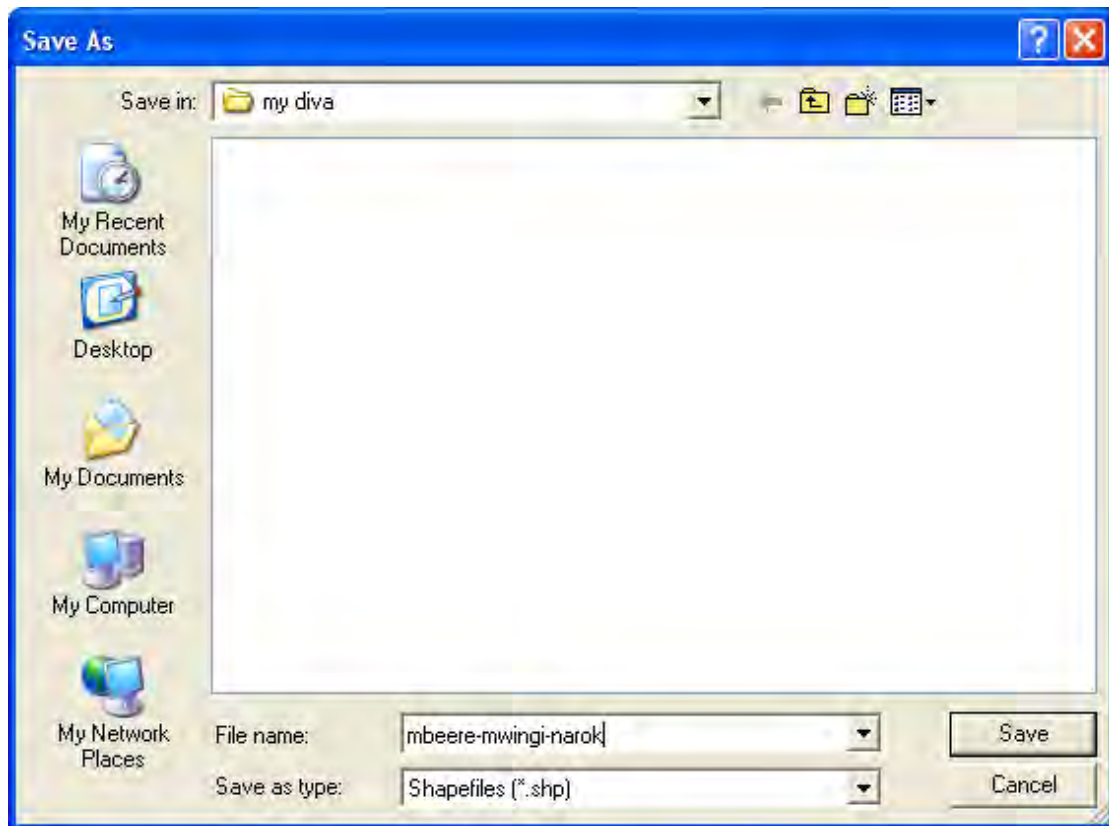 Save As
Save in:
my diva
My Recent
Documents
Desktop
My Documents
My Computer
My Network
Places
File name:
mbeere-mwingi-narok
Save
Save as type:
Shapefiles (*.shp)
Cancel